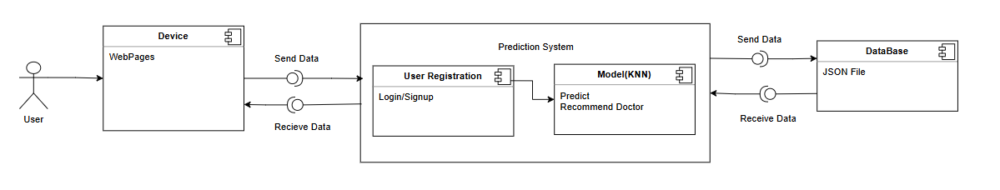 Device
WebPages
User
Send Data
Recieve Data
Prediction System
User Registration
Login/Signup
Model(KNN)
Predict
Recommend Doctor
Send Data
Receive Data
DataBase
JSON File